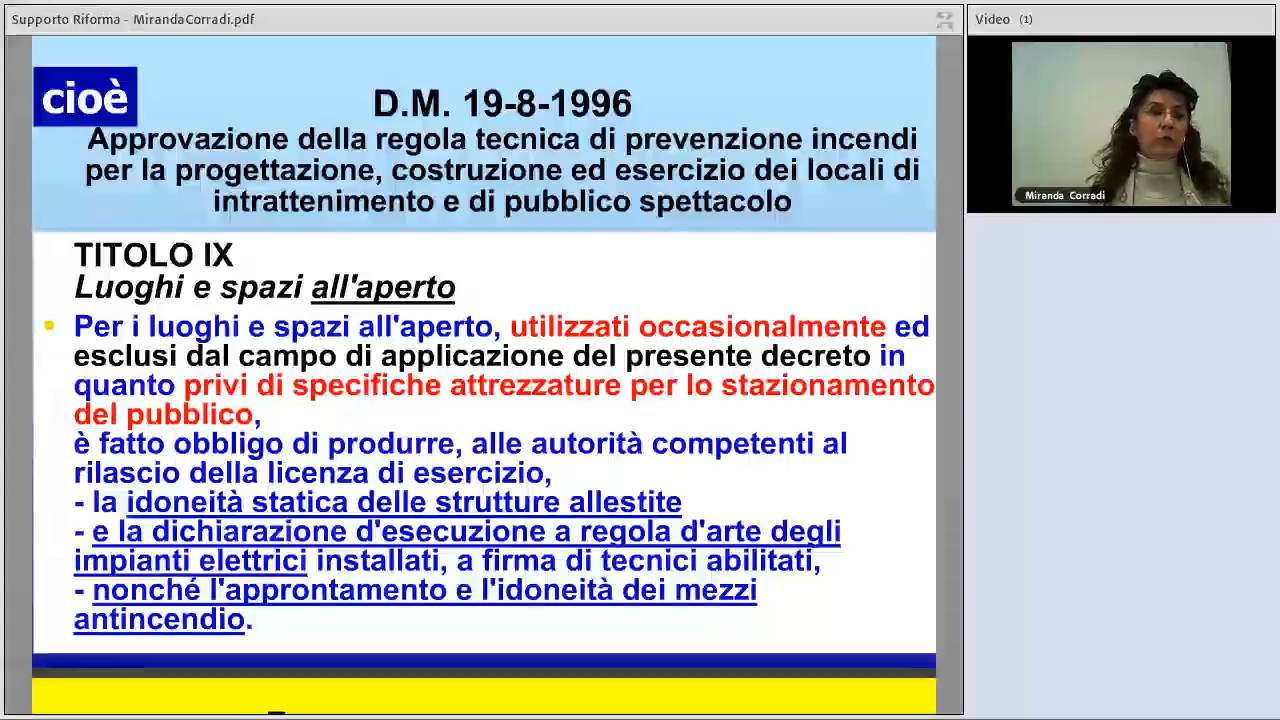 Supporto Riforma - MirandaCorradi.pdf
Video (1)
cioè
D.M. 19-8-1996
Approvazione della regola tecnica di prevenzione incendi
per la progettazione, costruzione ed esercizio dei locali di
intrattenimento e di pubblico spettacolo
Miranda Corradi
TITOLO IX
Luoghi e spazi all'aperto
Per i luoghi e spazi all'aperto, utilizzati occasionalmente ed
esclusi dal campo di applicazione del presente decreto in
quanto privi di specifiche attrezzature per lo stazionamento
del pubblico,
è fatto obbligo di produrre, alle autorità competenti al
rilascio della licenza di esercizio,
- la idoneità statica delle strutture allestite
- e la dichiarazione d'esecuzione a regola d'arte degli
impianti elettrici installati, a firma di tecnici abilitati,
- nonché l'approntamento e l'idoneità dei mezzi
antincendio.